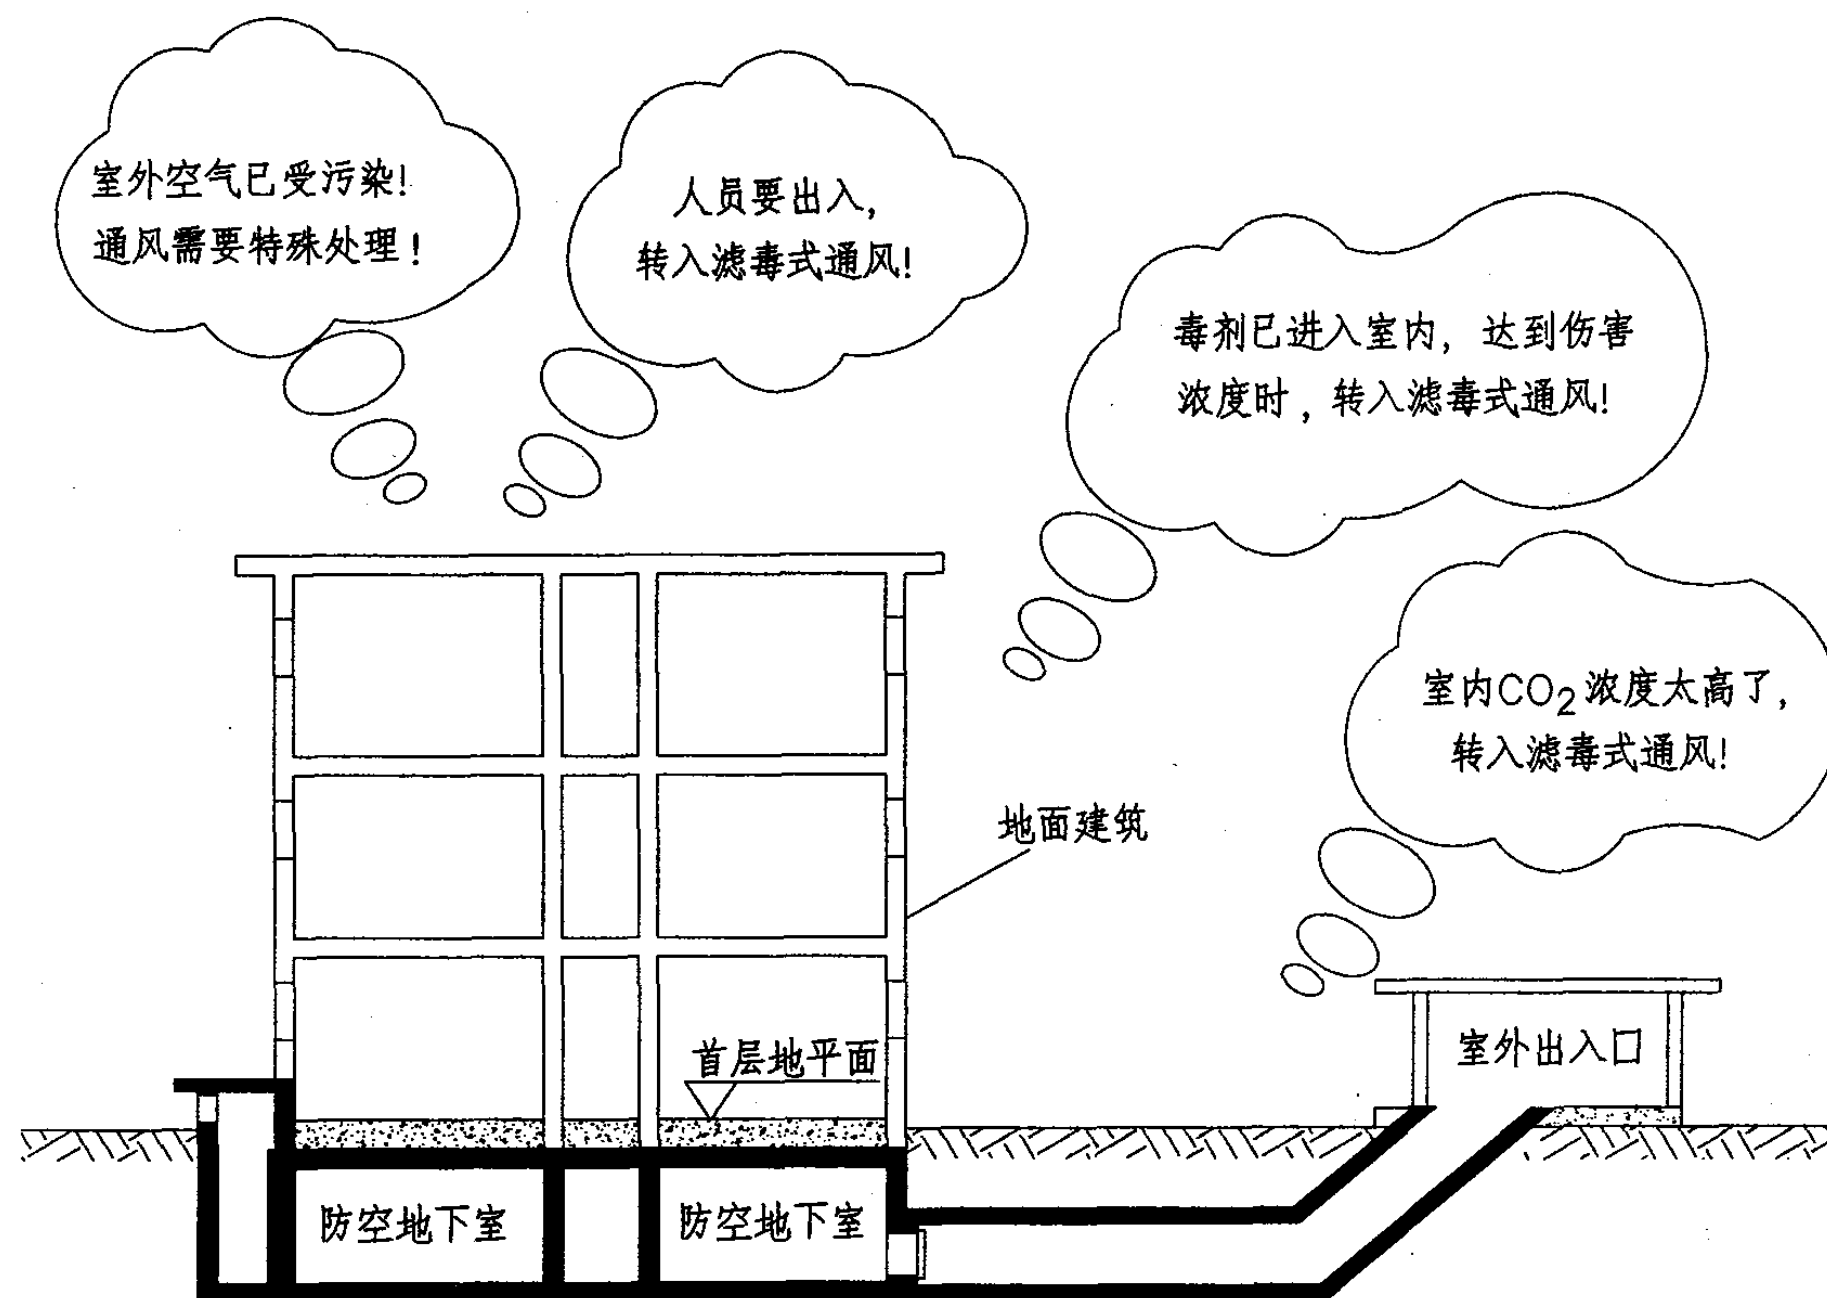 室外空气已受污染!
通风需要特殊处理!
人员要出入,
转入滤毒式通风!
毒剂已进入室内, 达到伤害
浓度时, 转入滤毒式通风!
室内CO₂浓度太高了,
转入滤毒式通风!
地面建筑
室外出入口
首层地平面
防空地下室
防空地下室